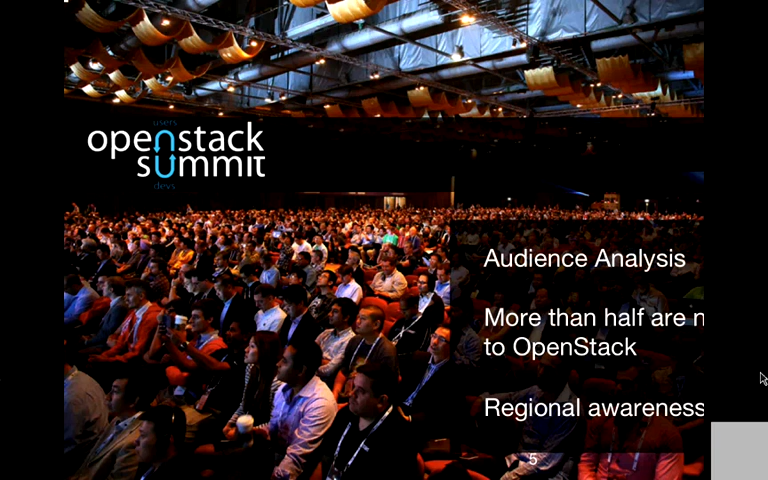 users
openstack
summit
devs
Audience Analysis
More than half are n
to OpenStack
Regional awareness
5